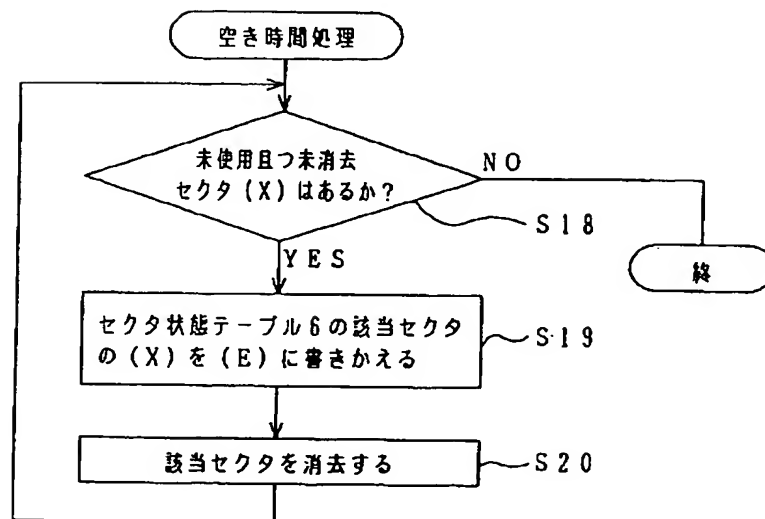 空き時間処理
未使用且つ未消去
セクタ(X)はあるか?
NO
S18
終
YES
セクタ状態テーブル6の該当セクタ
の(X)を(E)に書きかえる
S19
該当セクタを消去する
S20